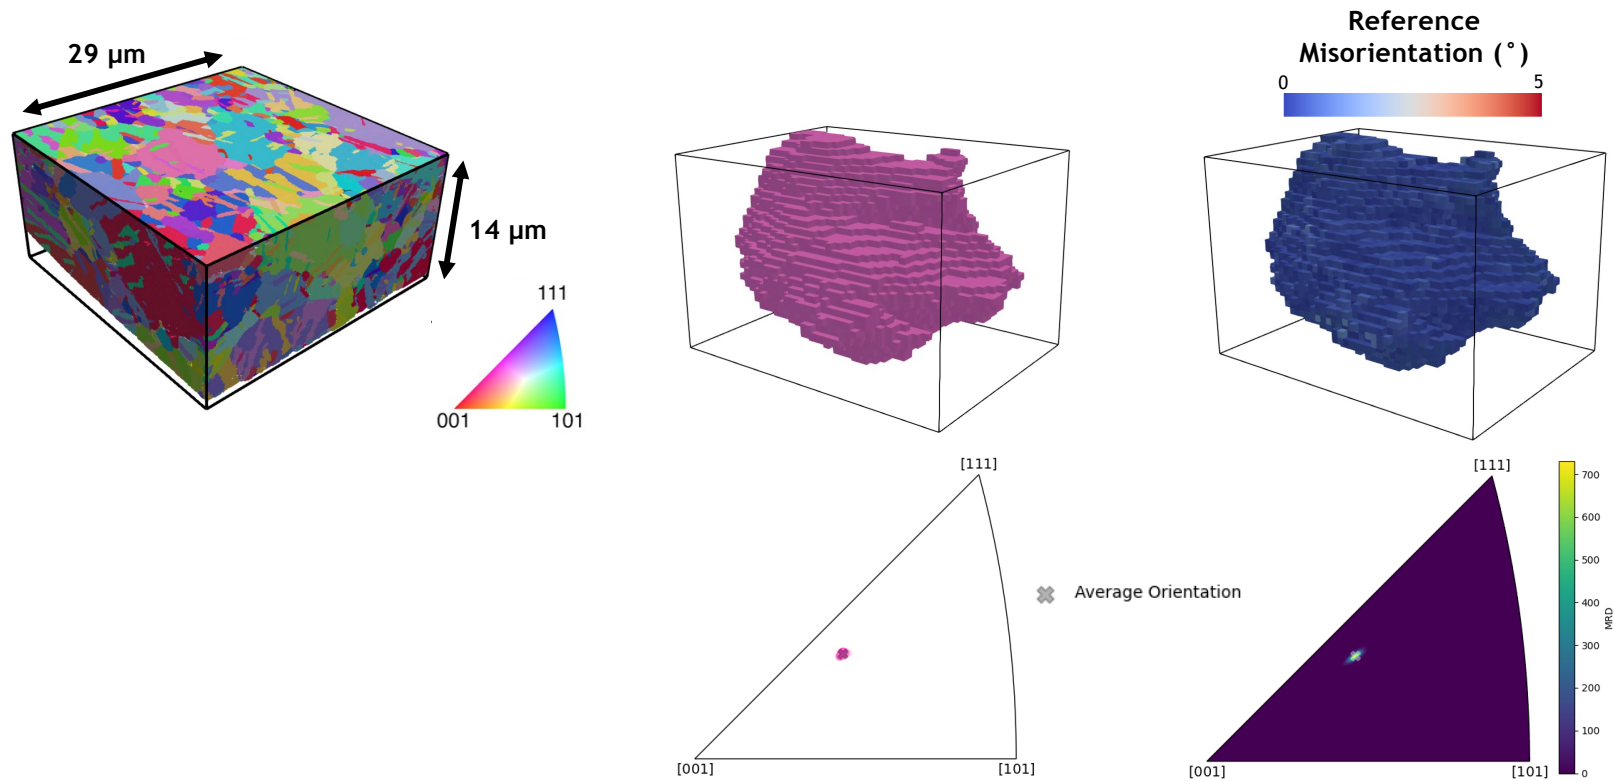 Reference
Misorientation (°)
0 5
29 μm
14 μm
111
001 101
[111]
[001] [101]
Average Orientation
[111]
[001] [101]
700
600
500
400
300
200
100
0
MRD